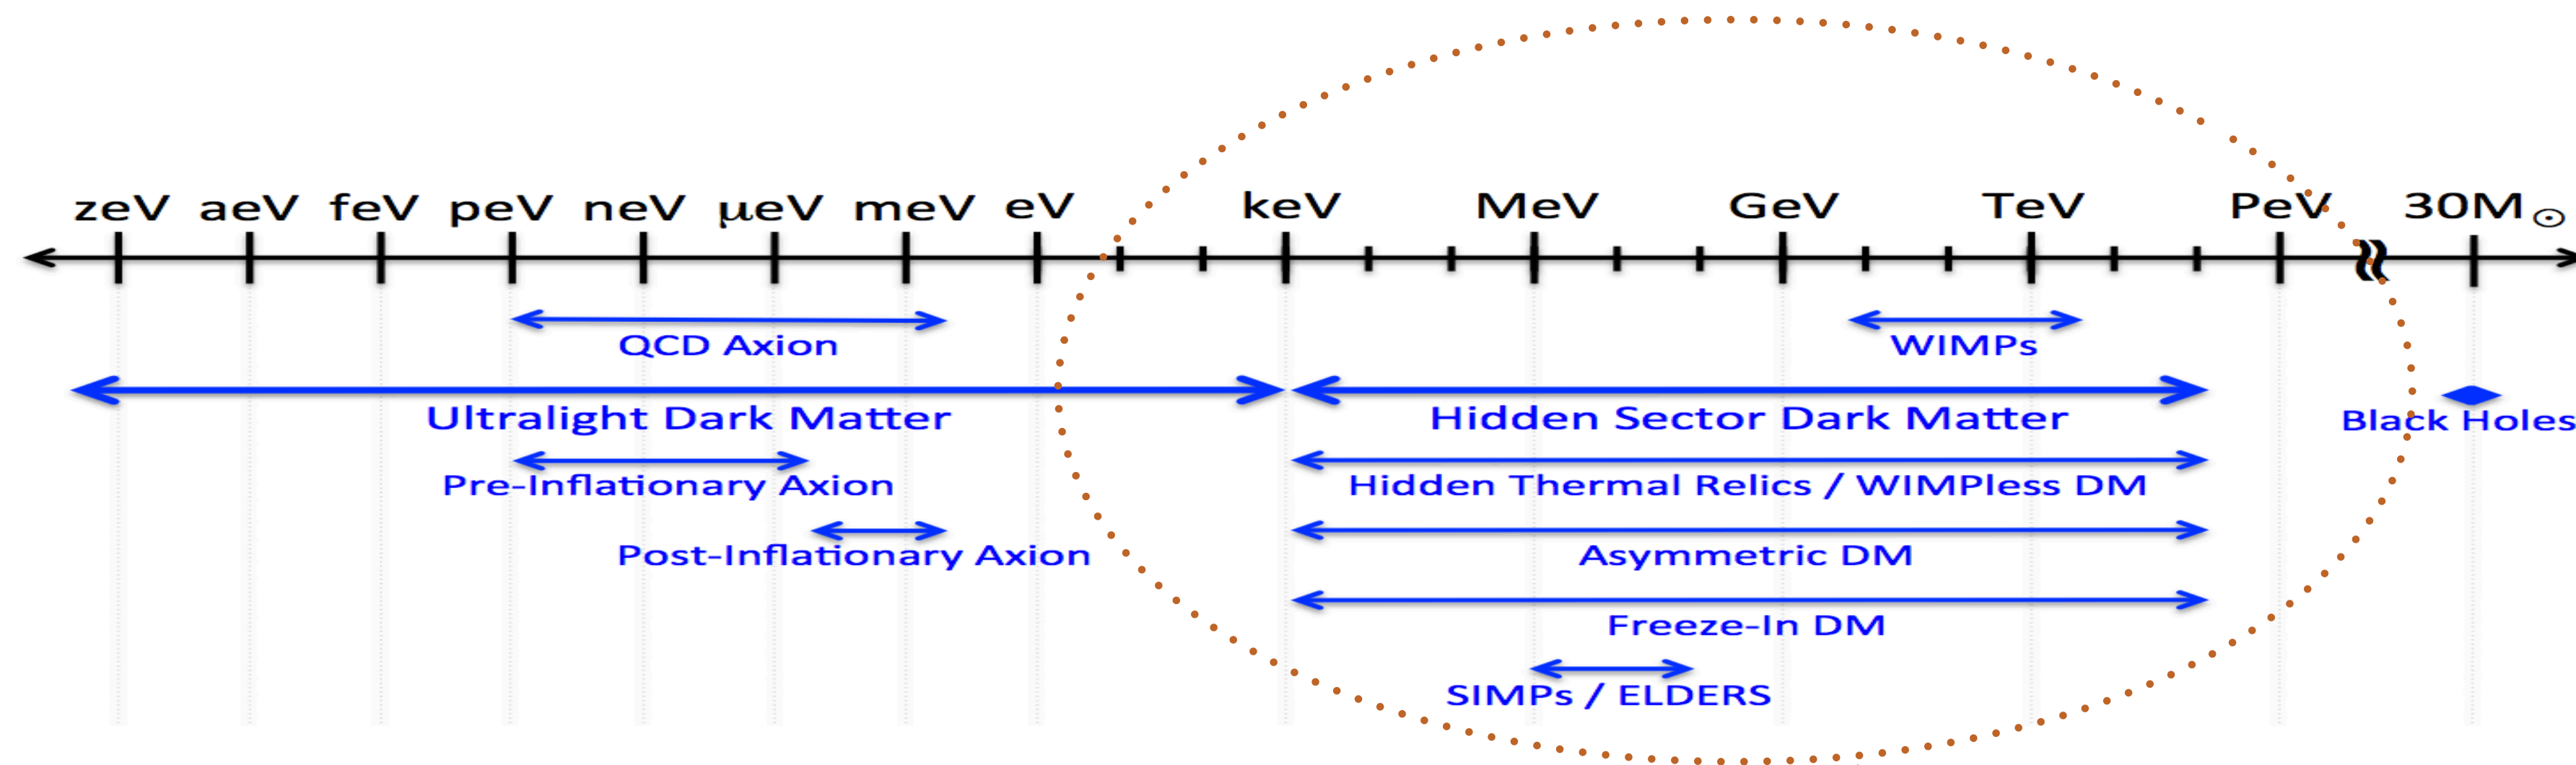 zeV aeV feV peV neV μeV meV eV keV MeV GeV TeV PeV 30M☉
QCD Axion WIMPs
Ultralight Dark Matter Hidden Sector Dark Matter Black Holes
Pre-Inflationary Axion Hidden Thermal Relics / WIMPless DM
Post-Inflationary Axion Asymmetric DM
Freeze-In DM
SIMPs / ELDERS